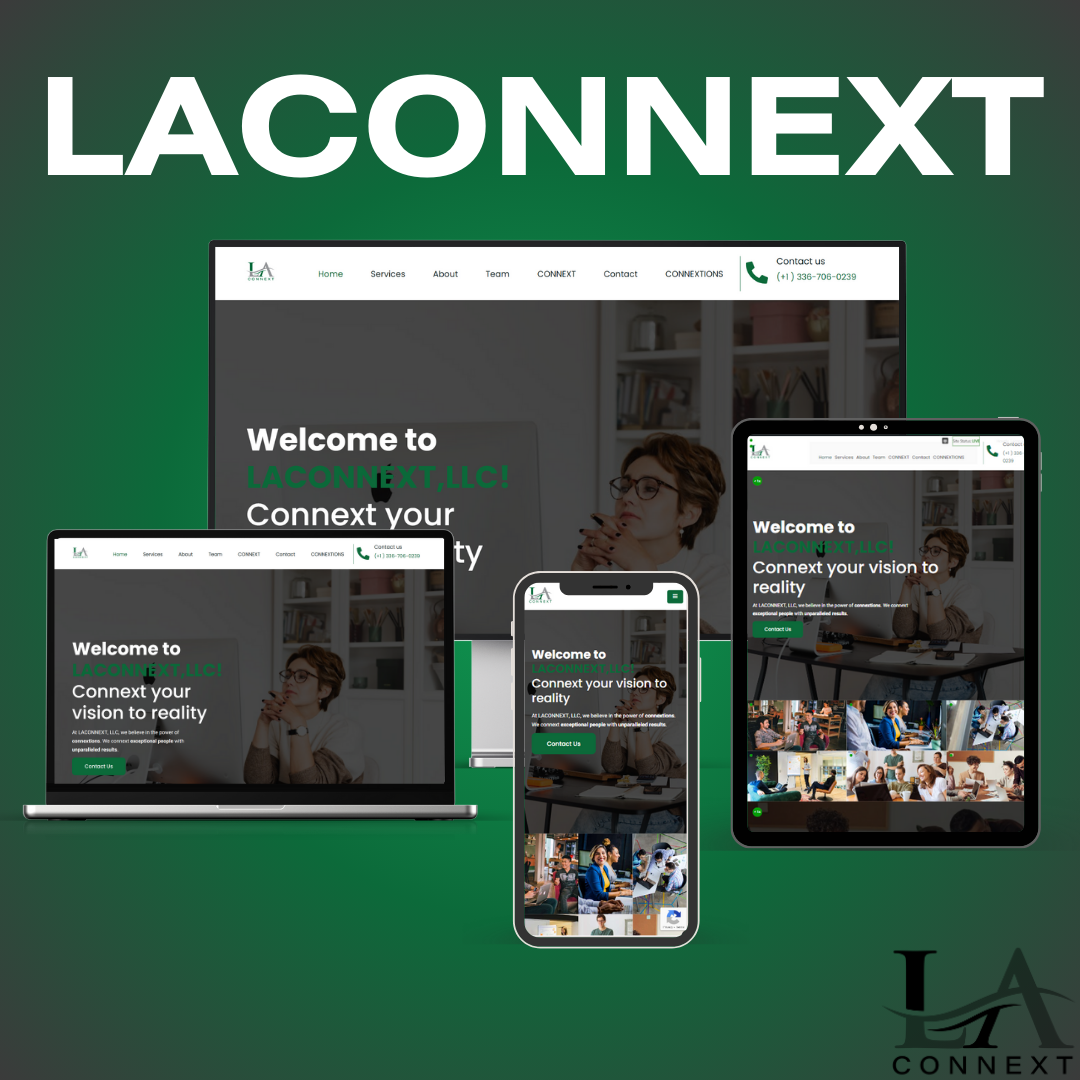 LACONNEXT
LA
CONNEXT
Home Services About Team CONNEXT Contact CONNEXTIONS
Contact us
(+1 ) 336-706-0239
Welcome to
LACONNEXT,LLC!
Connext your
ty
LA
Home Services About Team CONNEXT Contact CONNEXTIONS
Contact us
(+1 ) 336-706-0239
Welcome to
LACONNEXT,LLC!
Connext your
vision to reality
At LACONNEXT, LLC, we believe in the power of
connections. We connext exceptional people with
unparalleled results.
Contact Us
LA
CONNEXT
Welcome to
LACONNEXT,LLC!
Connext your vision to
reality
At LACONNEXT, LLC, we believe in the power of connections.
We connext exceptional people with unparalleled results.
Contact Us
LA
Home Services About Team CONNEXT Contact CONNEXTIONS
Contact
(+1 ) 336-
0239
Welcome to
LACONNEXT,LLC!
Connext your vision to
reality
At LACONNEXT, LLC, we believe in the power of connections. We connext
exceptional people with unparalleled results.
Contact Us
LA
CONNEXT